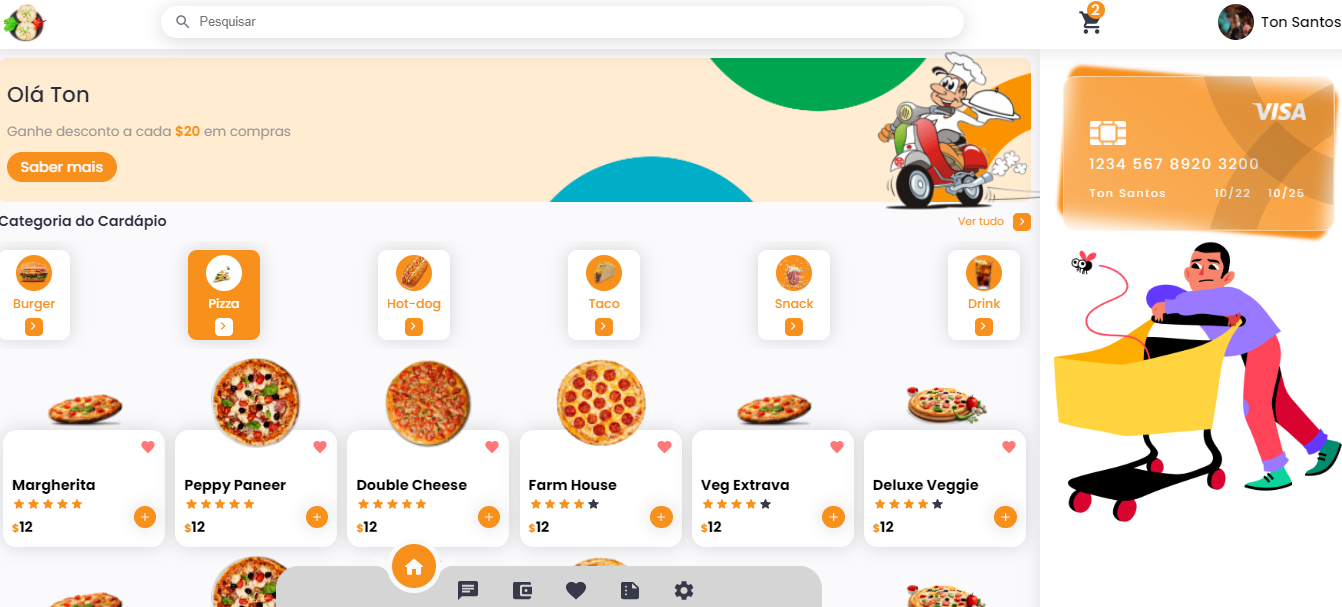 Pesquisar
2
Ton Santos
Olá Ton
Ganhe desconto a cada $20 em compras
Saber mais
VISA
1234 567 8920 3200
Ton Santos 10/22 10/25
Categoria do Cardápio
Ver tudo
Burger
Pizza
Hot-dog
Taco
Snack
Drink
Margherita
$12
Peppy Paneer
$12
Double Cheese
$12
Farm House
$12
Veg Extrava
$12
Deluxe Veggie
$12